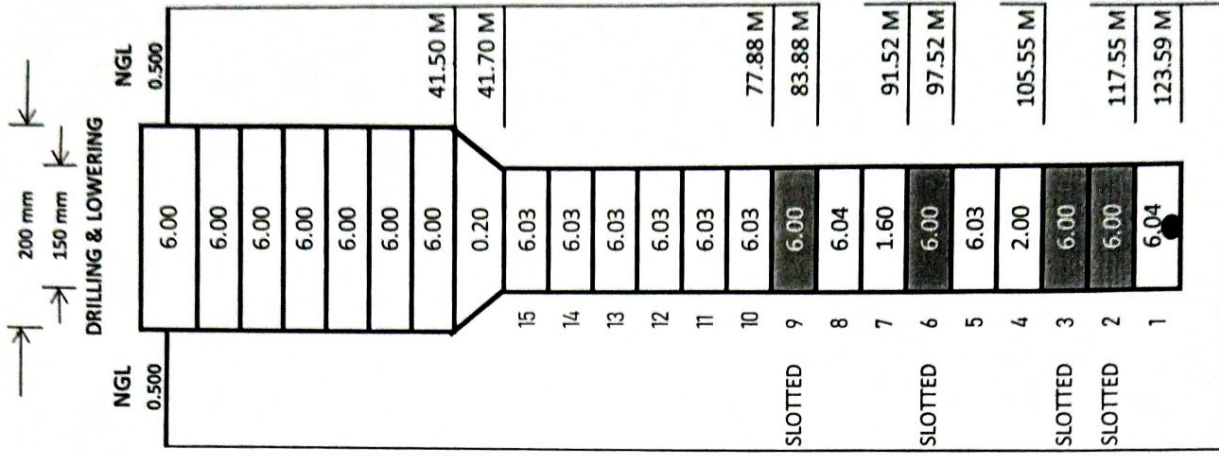 200 mm
150 mm
DRILLING & LOWERING
NGL NGL
0.500 0.500
6.00
6.00
6.00
6.00
6.00
6.00
6.00 41.50 M
0.20 41.70 M
15 6.03
14 6.03
13 6.03
12 6.03
11 6.03
10 6.03 77.88 M
SLOTTED 9 6.00 83.88 M
8 6.04
7 1.60 91.52 M
SLOTTED 6 6.00 97.52 M
5 6.03
4 2.00 105.55 M
SLOTTED 3 6.00
SLOTTED 2 6.00 117.55 M
1 6.04 123.59 M